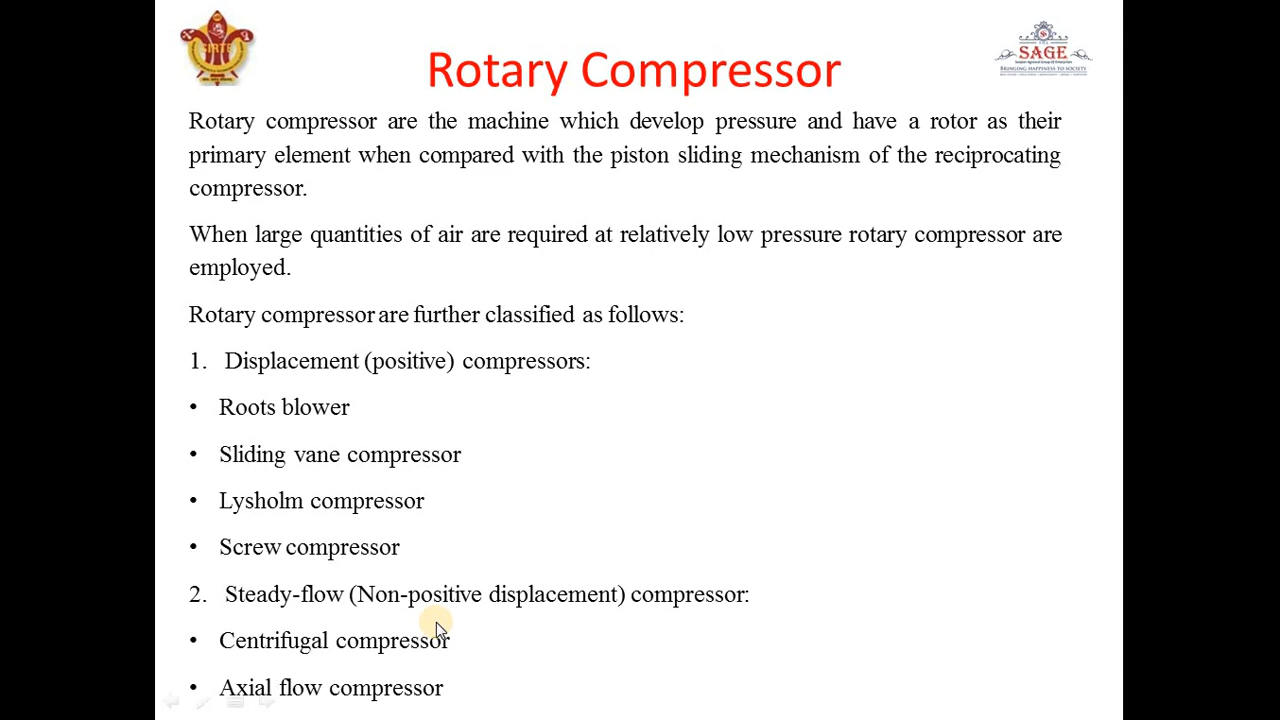 SIRTE
SAGE
BRINGING HAPPINESS TO SOCIETY
Rotary Compressor
Rotary compressor are the machine which develop pressure and have a rotor as their
primary element when compared with the piston sliding mechanism of the reciprocating
compressor.
When large quantities of air are required at relatively low pressure rotary compressor are
employed.
Rotary compressor are further classified as follows:
1. Displacement (positive) compressors:
• Roots blower
• Sliding vane compressor
• Lysholm compressor
• Screw compressor
2. Steady-flow (Non-positive displacement) compressor:
• Centrifugal compressor
• Axial flow compressor